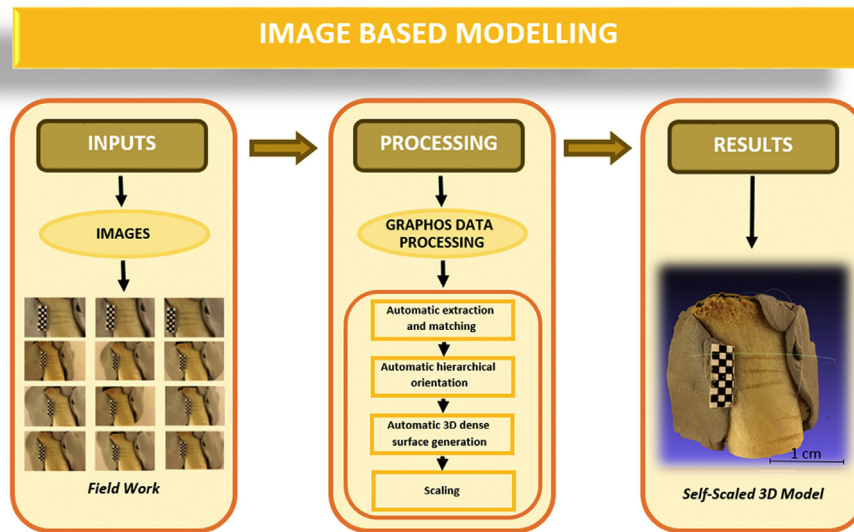 IMAGE BASED MODELLING
INPUTS
IMAGES
Field Work
PROCESSING
GRAPHOS DATA
PROCESSING
Automatic extraction
and matching
Automatic hierarchical
orientation
Automatic 3D dense
surface generation
Scaling
RESULTS
1 cm
Self-Scaled 3D Model